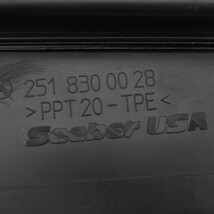 251 830 00 28
>PPT20-TPE<
Seeber USA